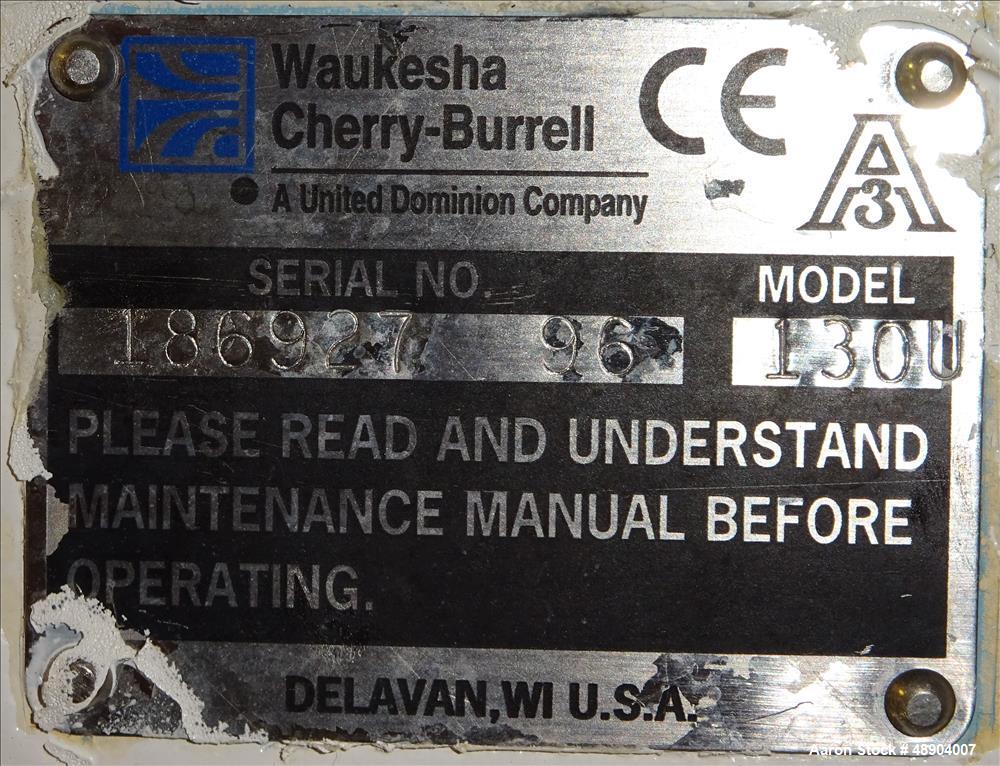 Waukesha
Cherry-Burrell
A United Dominion Company
CE
A
3
SERIAL NO. MODEL
186927 96 130U
PLEASE READ AND UNDERSTAND
MAINTENANCE MANUAL BEFORE
OPERATING.
DELAVAN, WI U.S.A.
Aaron Stock # 48904007